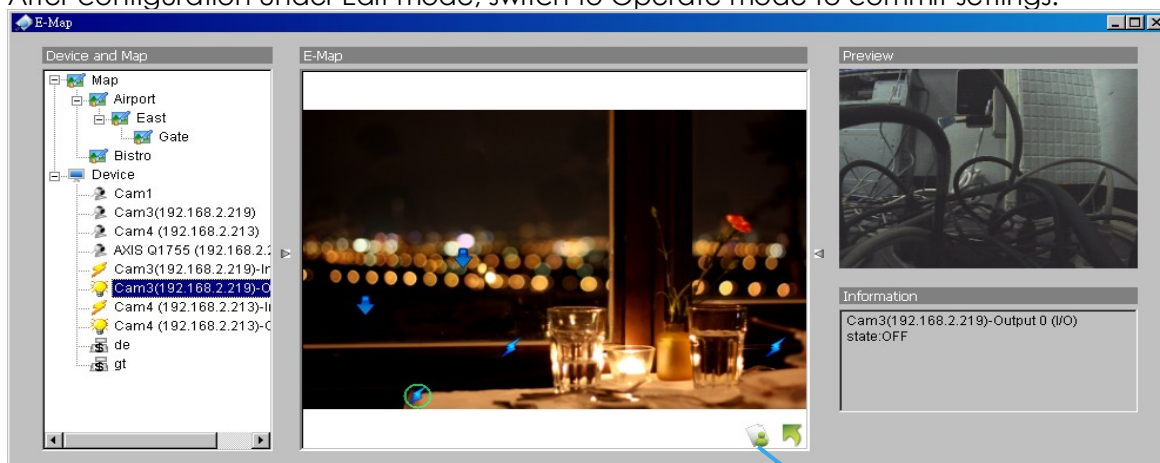 After configuration under Edit mode, switch to Operate mode to commit settings.
E-Map
Device and Map
Map
Airport
East
Gate
Bistro
Device
Cam1
Cam3(192.168.2.219)
Cam4 (192.168.2.213)
AXIS Q1755 (192.168.2.
Cam3(192.168.2.219)-
Cam3(192.168.2.219)-O
Cam4 (192.168.2.213)-
Cam4 (192.168.2.213)-
de
gt
E-Map
Preview
Information
Cam3(192.168.2.219)-Output 0 (I/O)
state:OFF